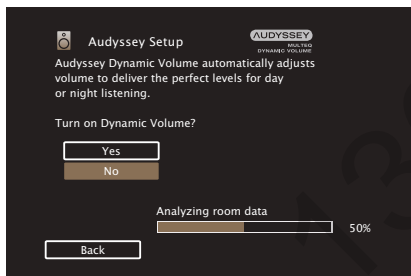 Audyssey Setup
AUDYSSEY
MULTEQ
DYNAMIC VOLUME
Audyssey Dynamic Volume automatically adjusts
volume to deliver the perfect levels for day
or night listening.
Turn on Dynamic Volume?
Yes
No
Analyzing room data
50%
Back